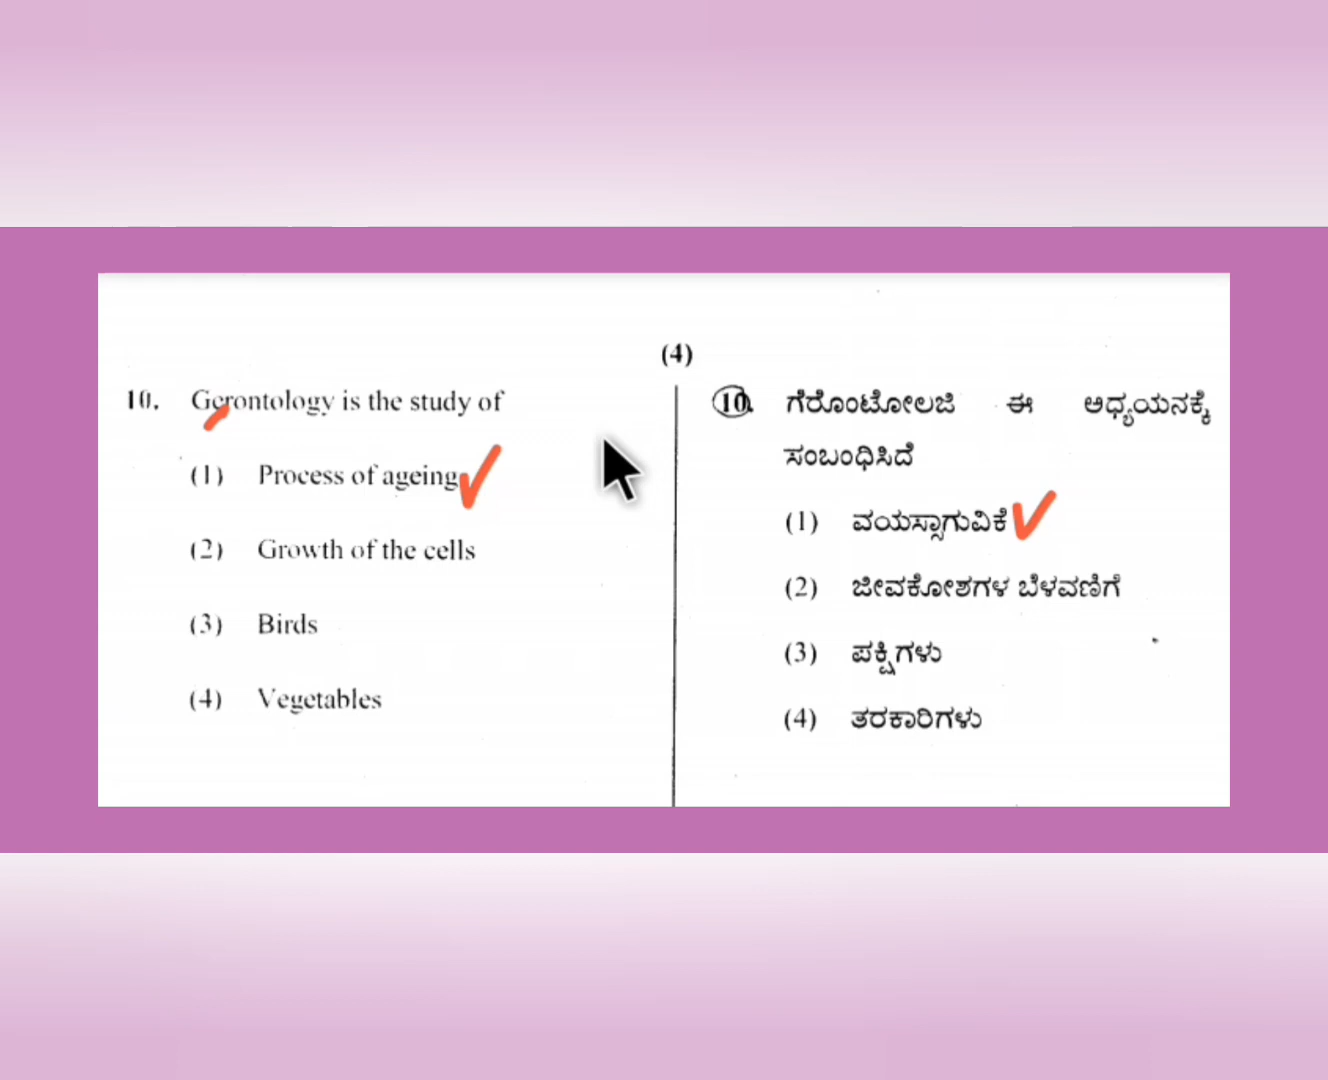 (4)
10. Gerontology is the study of
(1) Process of ageing
(2) Growth of the cells
(3) Birds
(4) Vegetables
10. ಗೆರೊಂಟೋಲಜಿ ಈ ಅಧ್ಯಯನಕ್ಕೆ
ಸಂಬಂಧಿಸಿದೆ
(1) ವಯಸ್ಸಾಗುವಿಕೆ
(2) ಜೀವಕೋಶಗಳ ಬೆಳವಣಿಗೆ
(3) ಪಕ್ಷಿಗಳು
(4) ತರಕಾರಿಗಳು